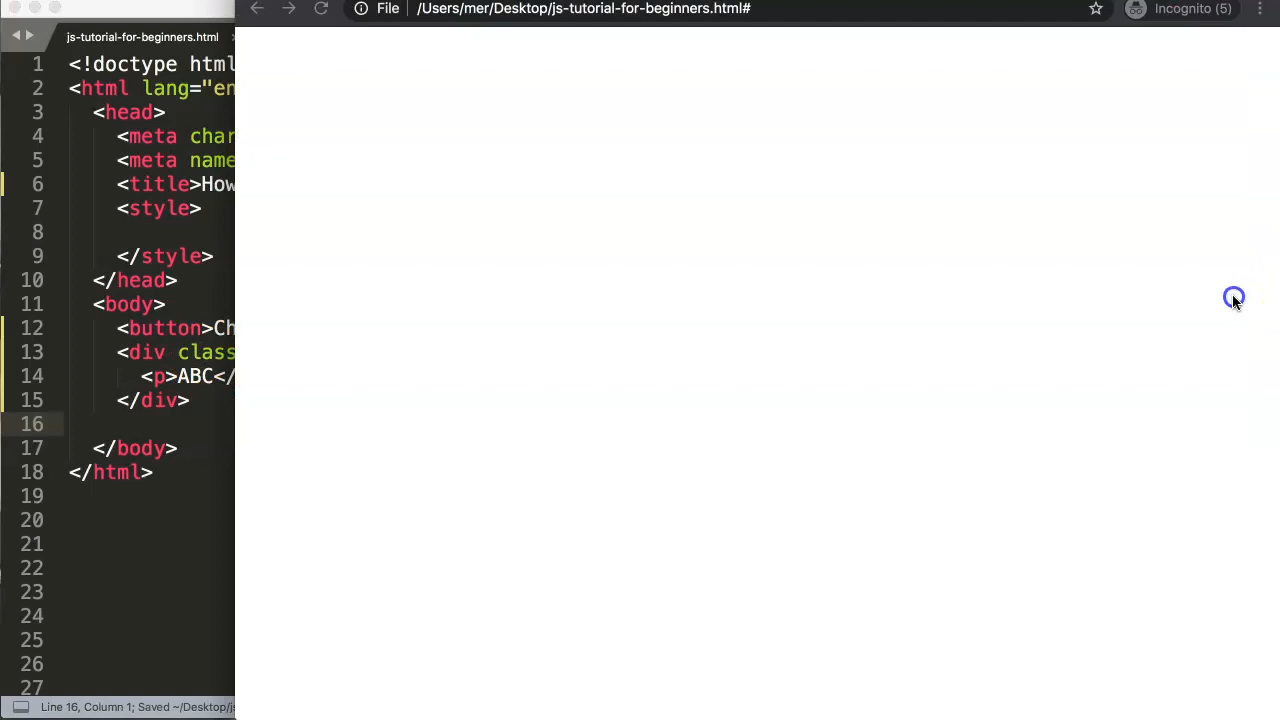 File /Users/mer/Desktop/js-tutorial-for-beginners.html# Incognito (5)
js-tutorial-for-beginners.html
1 <!doctype html
2 <html lang="en
3 <head>
4 <meta char
5 <meta name
6 <title>How
7 <style>
8
9 </style>
10 </head>
11 <body>
12 <button>Ch
13 <div class
14 <p>ABC</
15 </div>
16
17 </body>
18 </html>
19
20
21
22
23
24
25
26
27
Line 16, Column 1; Saved ~/Desktop/js